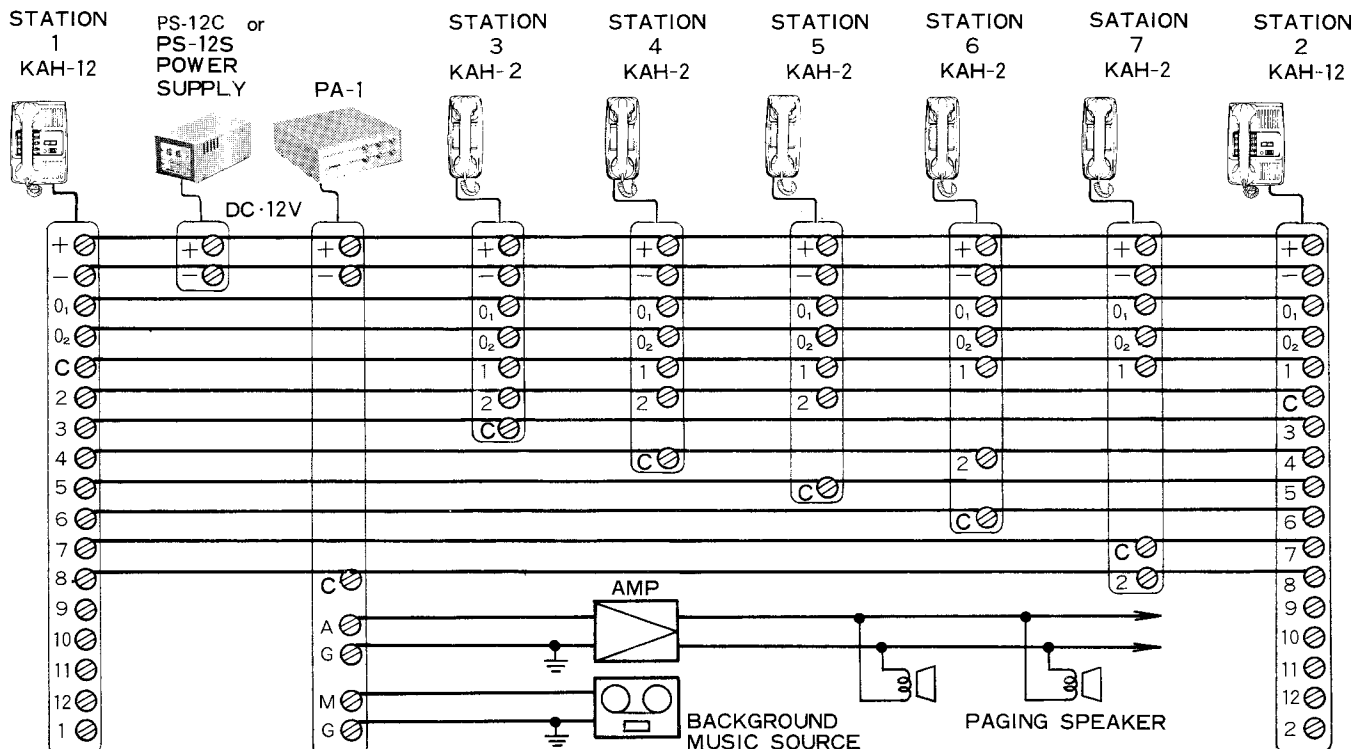 STATION
1
KAH-12
PS-12C or
PS-12S
POWER
SUPPLY
PA-1
STATION
3
KAH-2
STATION
4
KAH-2
STATION
5
KAH-2
STATION
6
KAH-2
SATAION
7
KAH-2
STATION
2
KAH-12
DC·12V
+
−
0₁
0₂
C
2
3
4
5
6
7
8
9
10
11
12
1
+
−
+
−
C
A
G
M
G
+
−
0₁
0₂
1
2
C
+
−
0₁
0₂
1
2
C
+
−
0₁
0₂
1
2
C
+
−
0₁
0₂
1
2
C
+
−
0₁
0₂
1
C
2
+
−
0₁
0₂
1
C
3
4
5
6
7
8
9
10
11
12
2
AMP
BACKGROUND
MUSIC SOURCE
PAGING SPEAKER